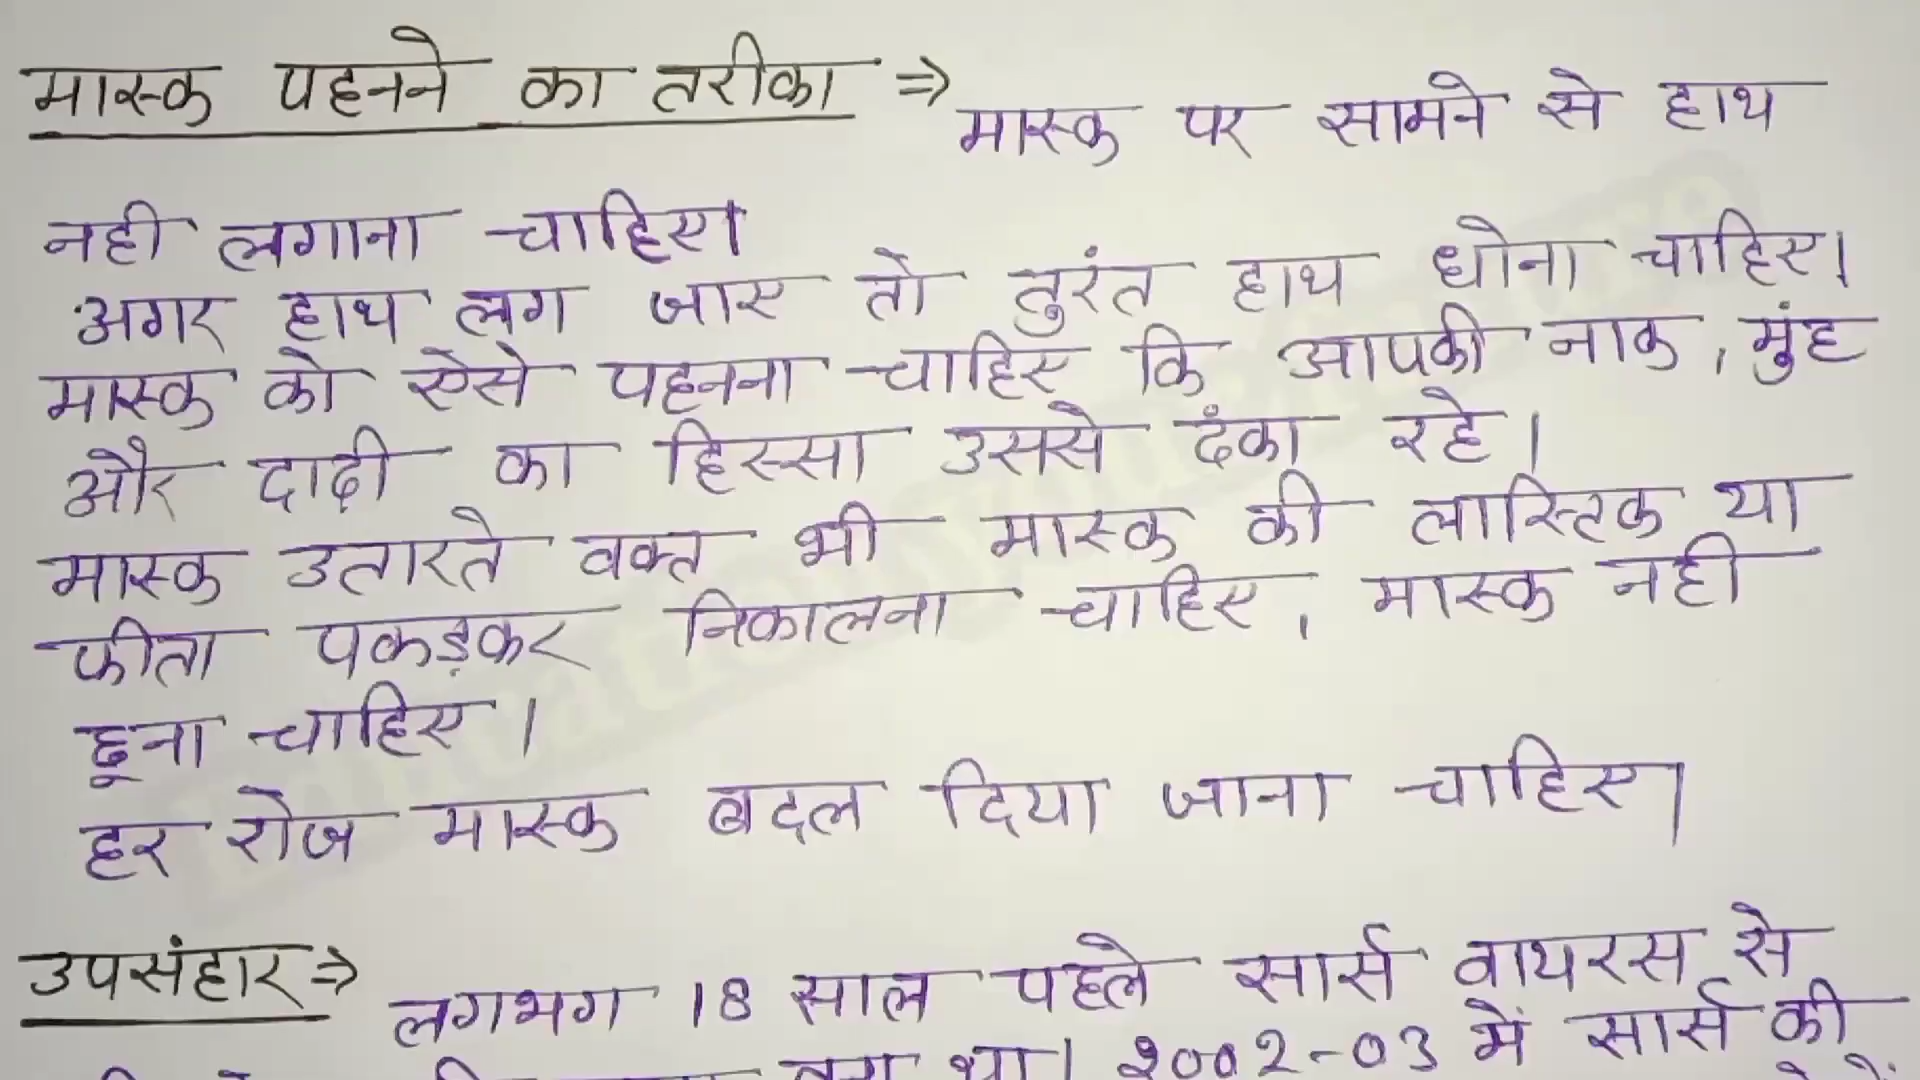 मास्क पहनने का तरीका ⇒ मास्क पर सामने से हाथ
नही लगाना चाहिए।
अगर हाथ लग जाए तो तुरंत हाथ धोना चाहिए।
मास्क को ऐसे पहनना चाहिए कि आपकी नाक, मुंह
और दाढ़ी का हिस्सा उससे ढंका रहे।
मास्क उतारते वक्त भी मास्क की लास्टिक या
फीता पकड़कर निकालना चाहिए, मास्क नही
छूना चाहिए।
हर रोज मास्क बदल दिया जाना चाहिए।
उपसंहार ⇒ लगभग 18 साल पहले सार्स वायरस से
था। 2002-03 में सार्स की